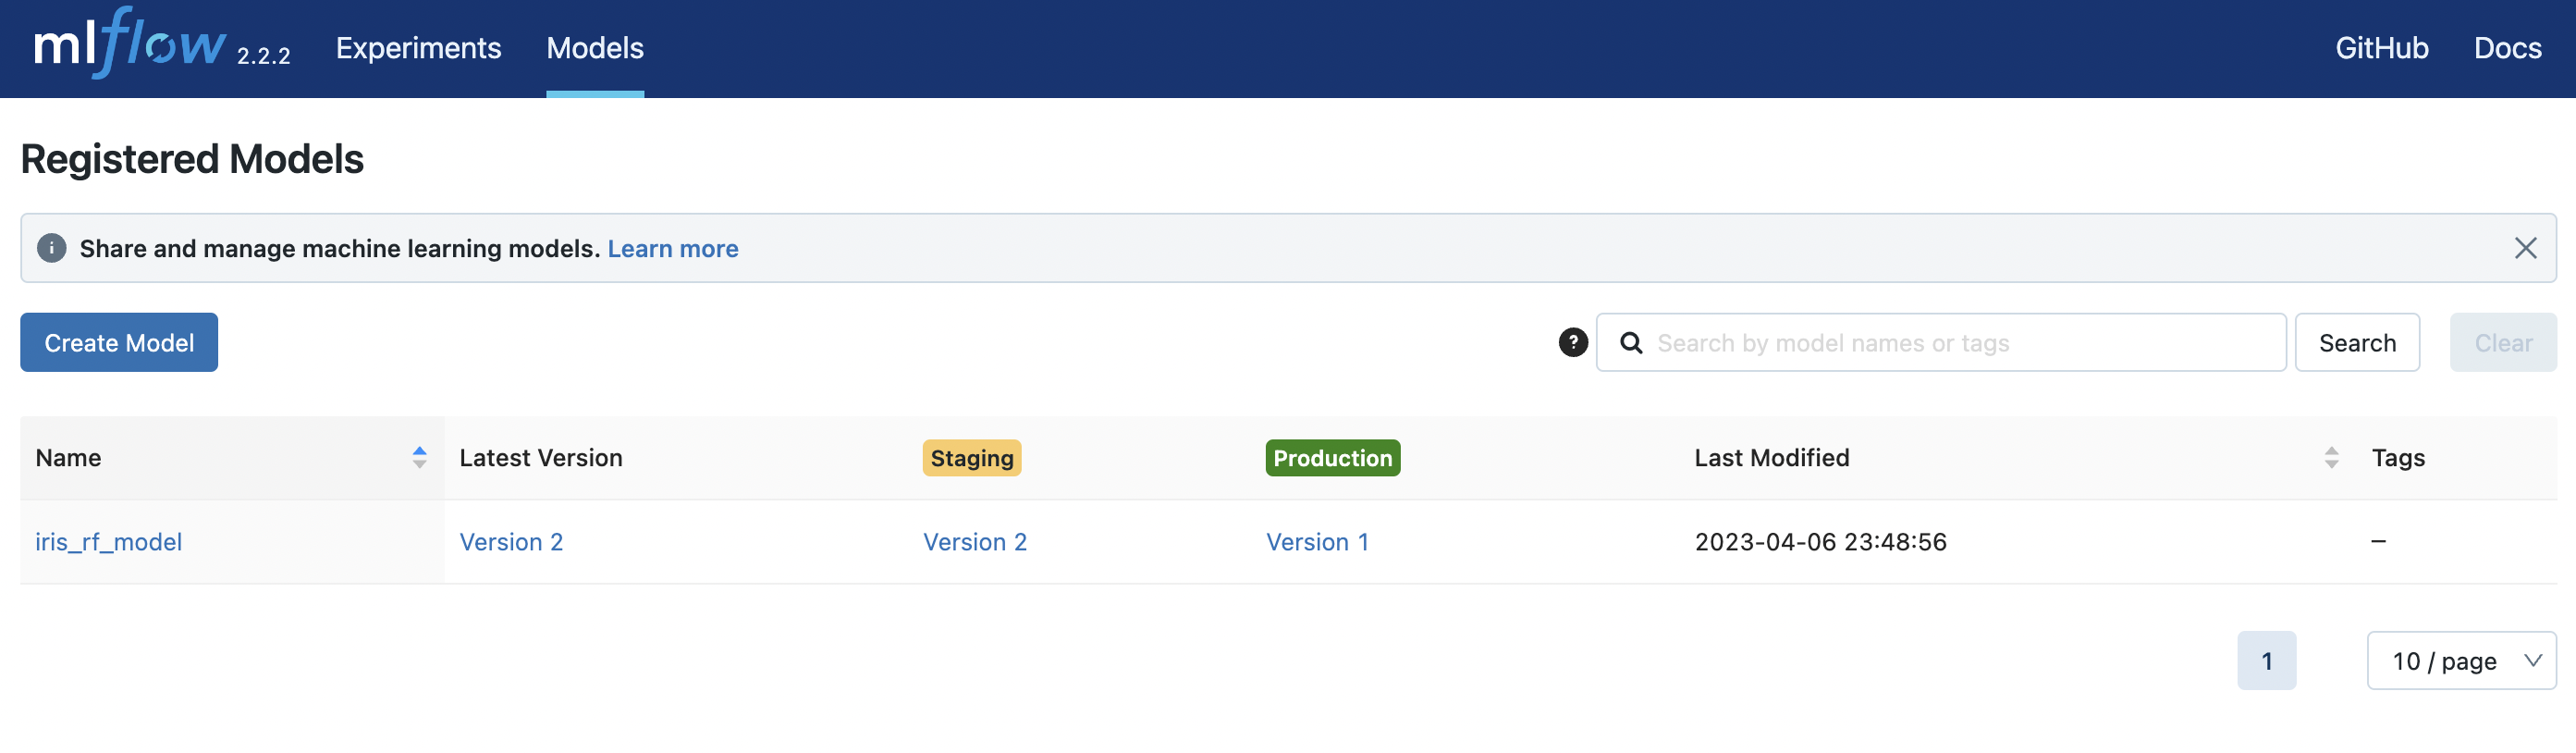 mlflow 2.2.2 Experiments Models GitHub Docs
Registered Models
i Share and manage machine learning models. Learn more
Create Model ? Search by model names or tags Search Clear
Name Latest Version Staging Production Last Modified Tags
iris_rf_model Version 2 Version 2 Version 1 2023-04-06 23:48:56 –
1 10 / page